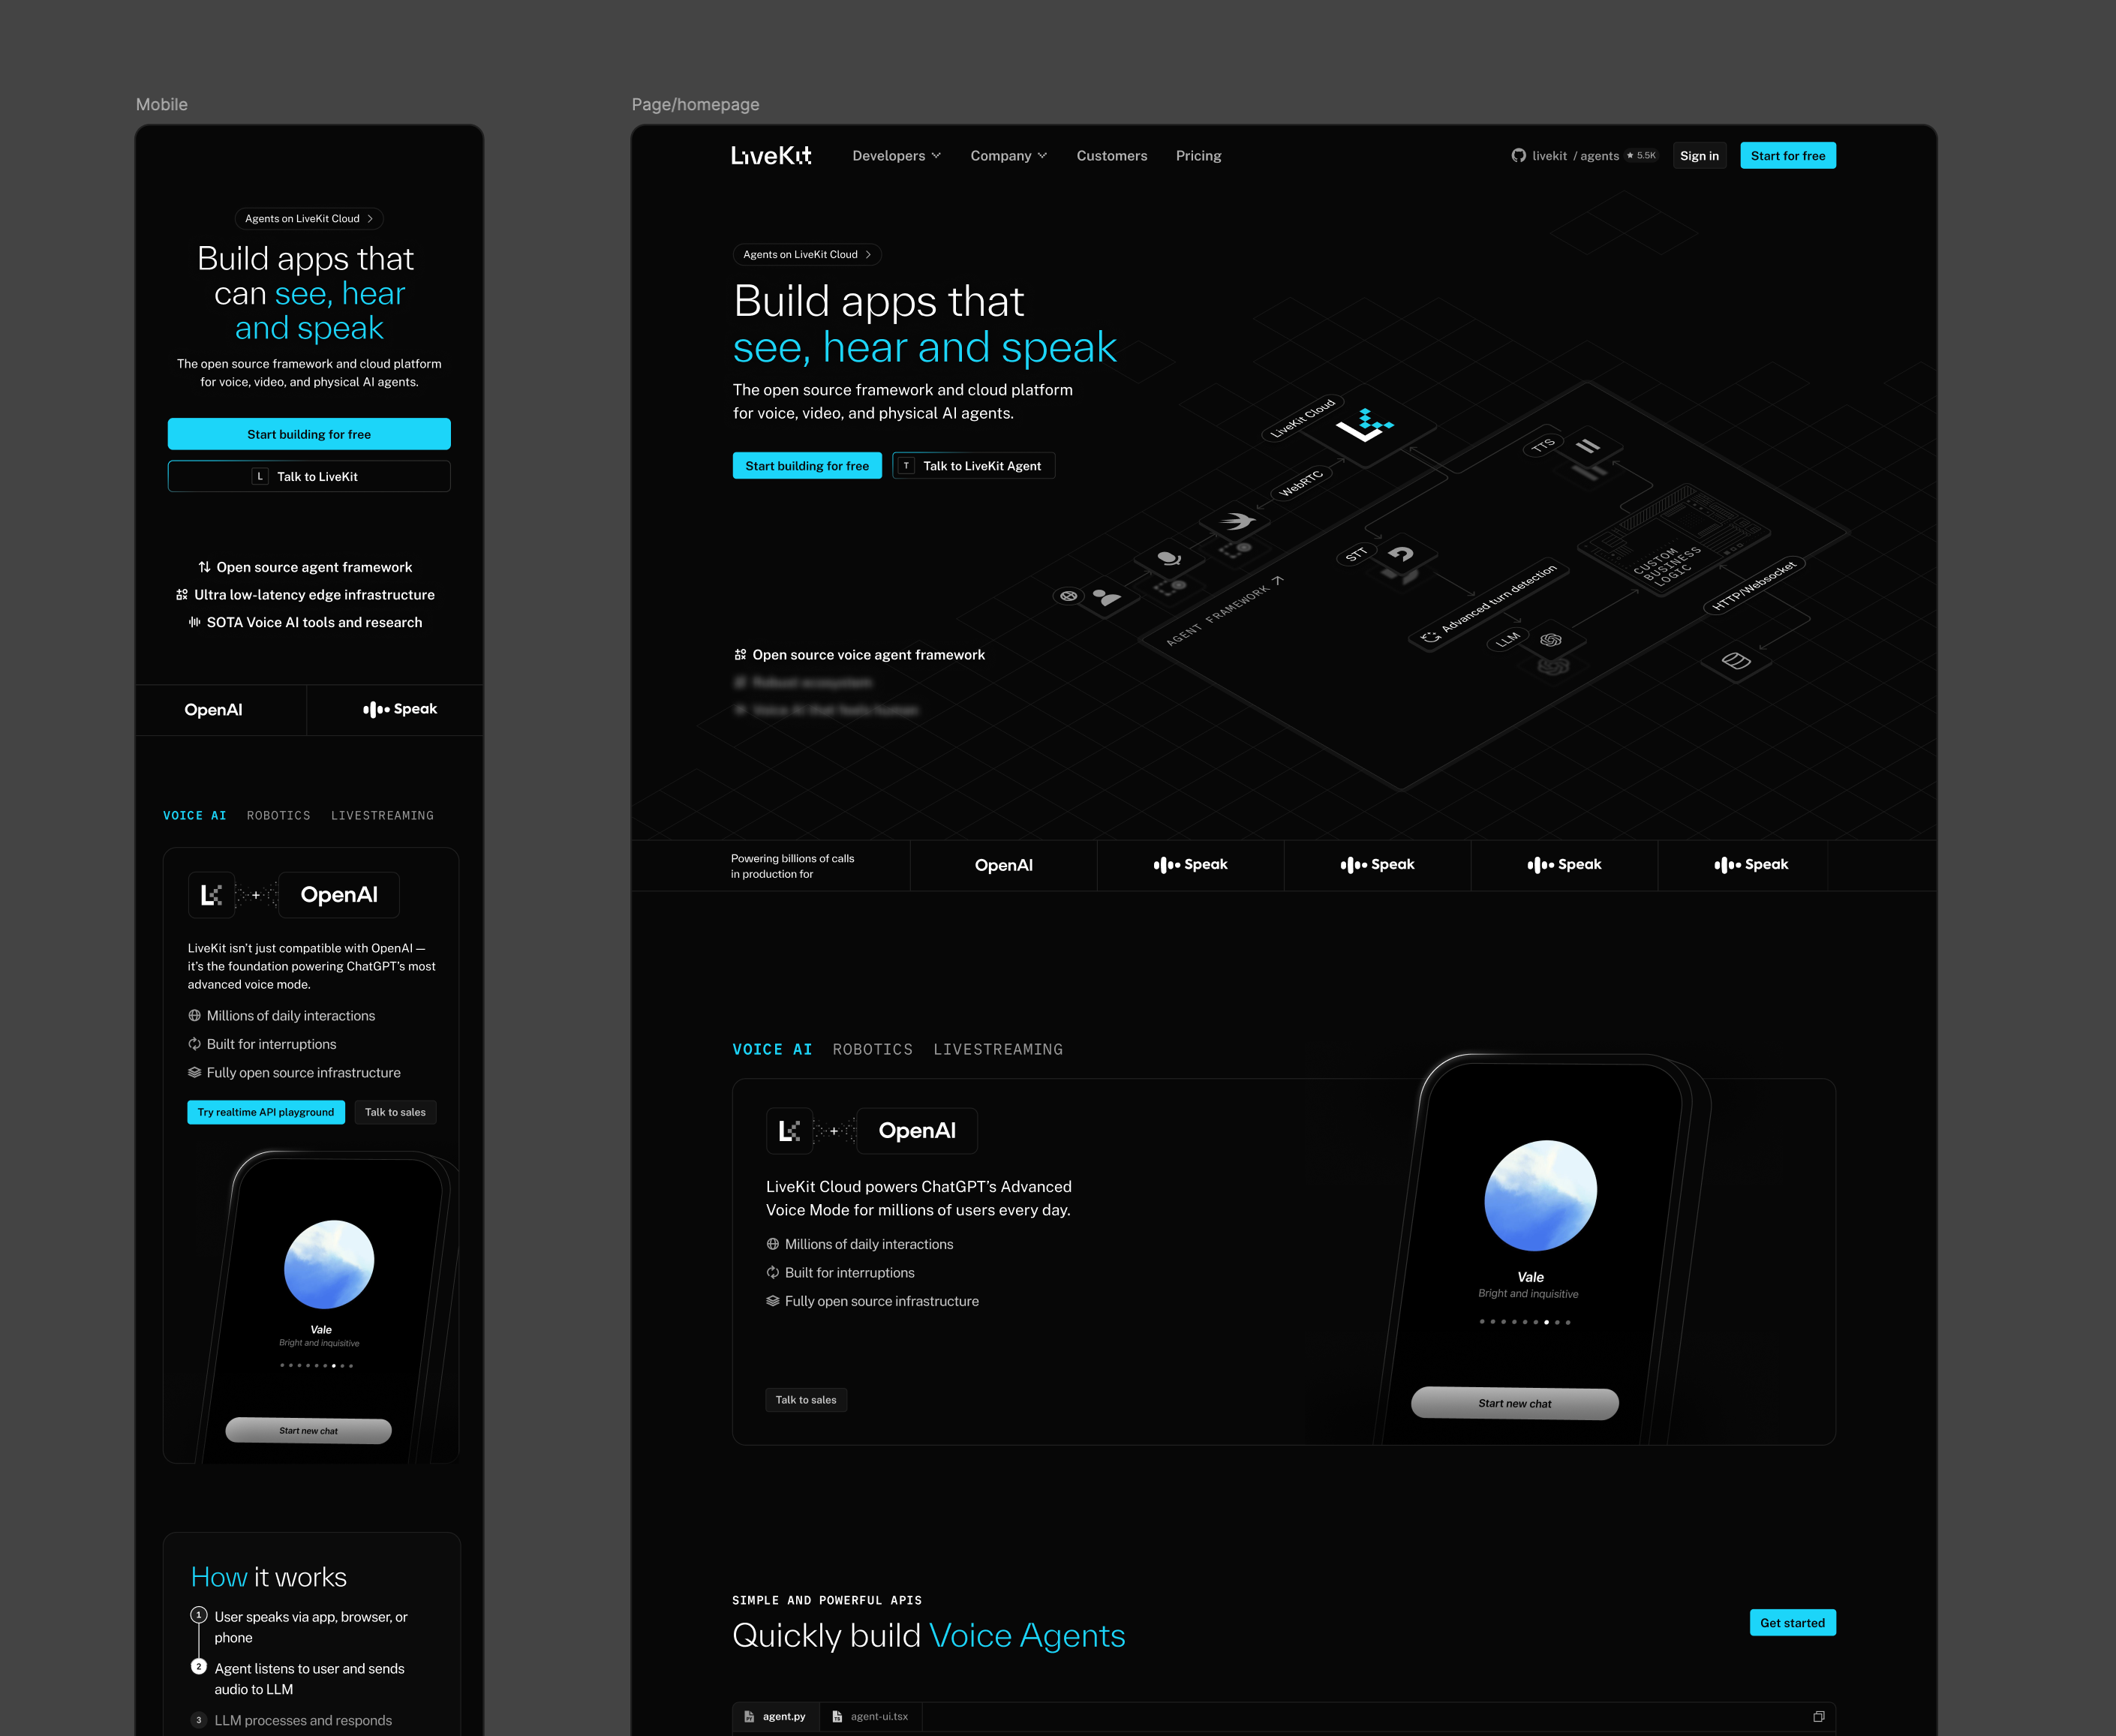 Mobile
Agents on LiveKit Cloud
Build apps that
can see, hear
and speak
The open source framework and cloud platform
for voice, video, and physical AI agents.
Start building for free
L Talk to LiveKit
Open source agent framework
Ultra low-latency edge infrastructure
SOTA Voice AI tools and research
OpenAI
Speak
VOICE AI ROBOTICS LIVESTREAMING
+ OpenAI
LiveKit isn’t just compatible with OpenAI —
it’s the foundation powering ChatGPT’s most
advanced voice mode.
Millions of daily interactions
Built for interruptions
Fully open source infrastructure
Try realtime API playground
Talk to sales
Vale
Bright and inquisitive
Start new chat
How it works
1 User speaks via app, browser, or
phone
2 Agent listens to user and sends
audio to LLM
3 LLM processes and responds
Page/homepage
LiveKit
Developers
Company
Customers
Pricing
livekit / agents
★ 5.5K
Sign in
Start for free
Agents on LiveKit Cloud
Build apps that
see, hear and speak
The open source framework and cloud platform
for voice, video, and physical AI agents.
Start building for free
T Talk to LiveKit Agent
LiveKit Cloud
WebRTC
TTS
STT
CUSTOM
BUSINESS
LOGIC
Advanced turn detection
LLM
HTTP/Websocket
AGENT FRAMEWORK
Open source voice agent framework
Robust ecosystem
Voice AI that feels human
Powering billions of calls
in production for
OpenAI
Speak
Speak
Speak
Speak
VOICE AI ROBOTICS LIVESTREAMING
+ OpenAI
LiveKit Cloud powers ChatGPT’s Advanced
Voice Mode for millions of users every day.
Millions of daily interactions
Built for interruptions
Fully open source infrastructure
Talk to sales
Vale
Bright and inquisitive
Start new chat
SIMPLE AND POWERFUL APIS
Quickly build Voice Agents
Get started
agent.py
agent-ui.tsx